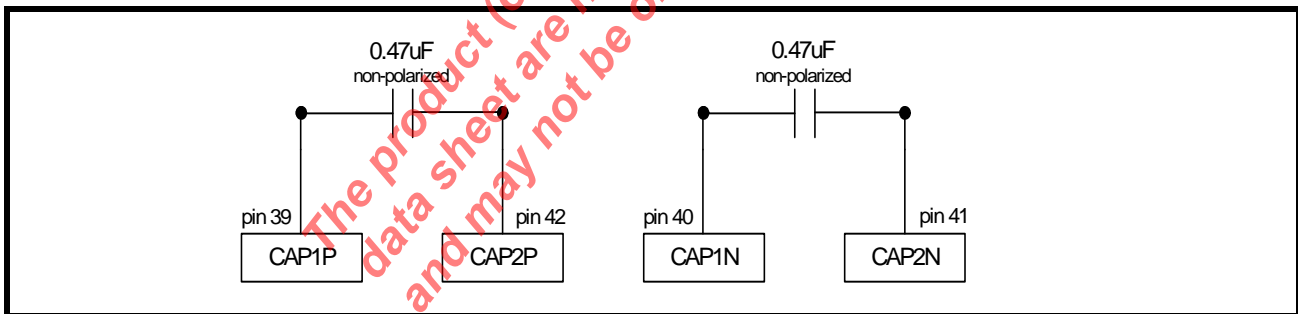 0.47uF
non-polarized
0.47uF
non-polarized
pin 39
pin 42
pin 40
pin 41
CAP1P
CAP2P
CAP1N
CAP2N
The product (
data sheet are
and may not be